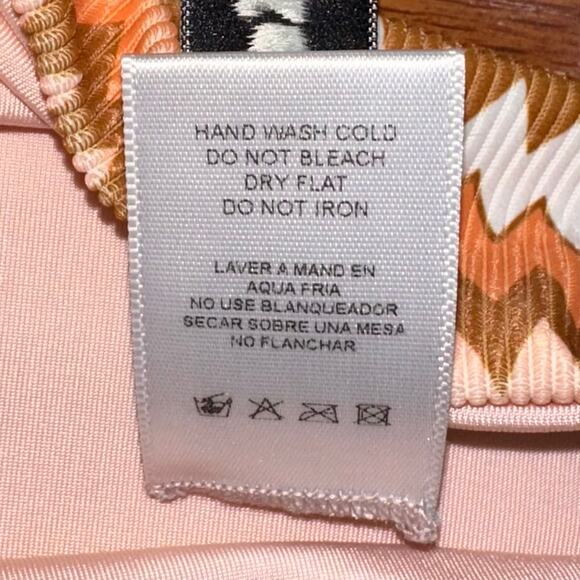 HAND WASH COLD
DO NOT BLEACH
DRY FLAT
DO NOT IRON
LAVER A MAND EN
AQUA FRIA
NO USE BLANQUEADOR
SECAR SOBRE UNA MESA
NO FLANCHAR